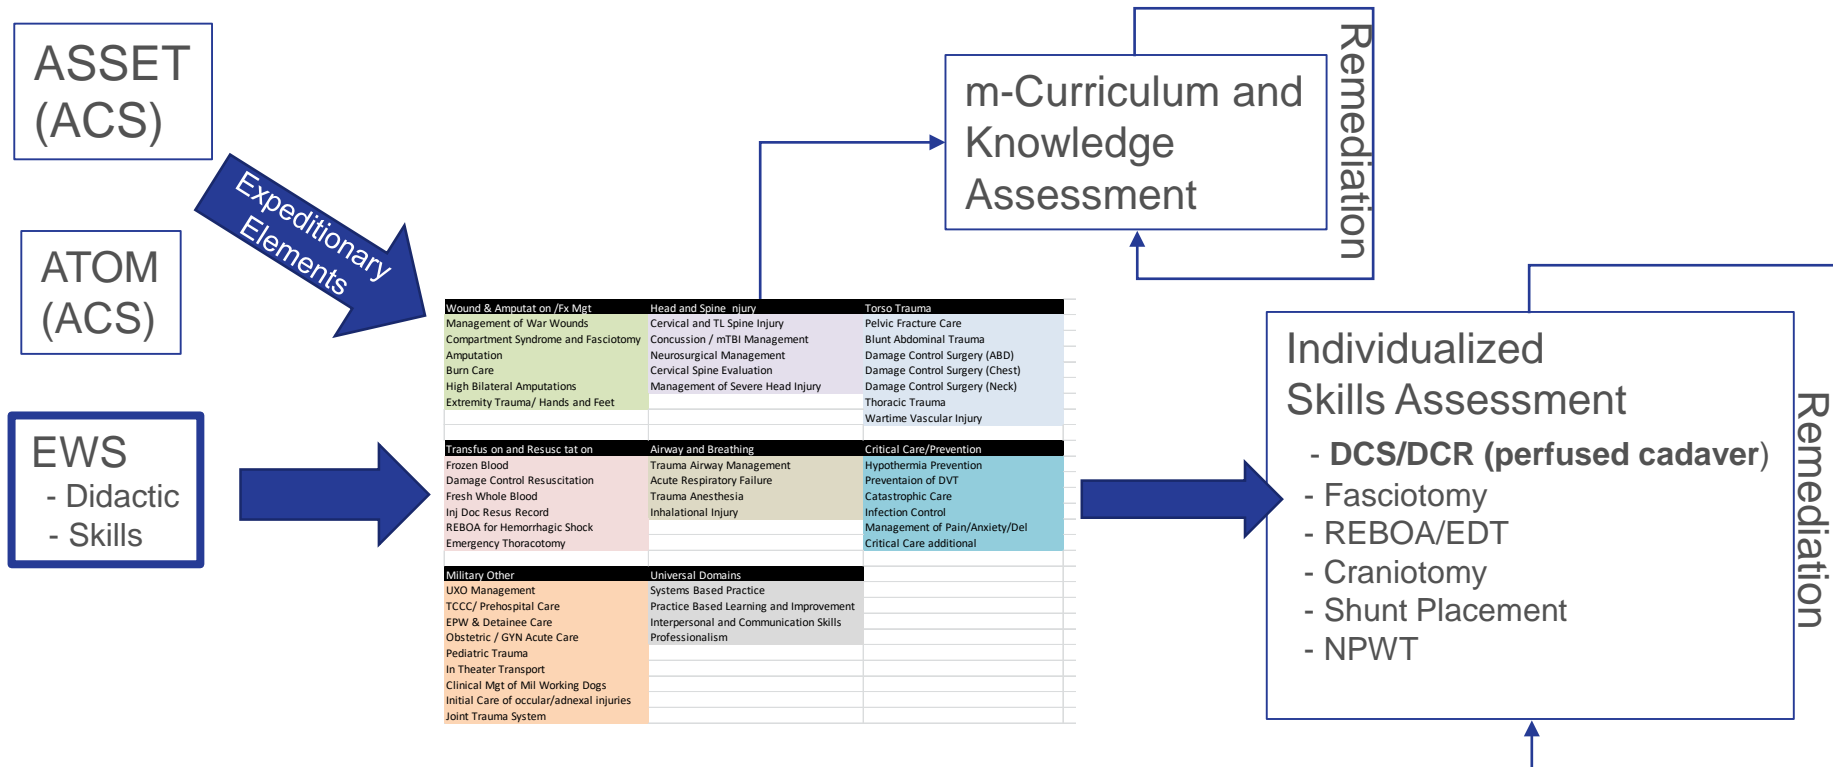 ASSET
(ACS)
Expeditionary
Elements
ATOM
(ACS)
EWS
- Didactic
- Skills
m-Curriculum and
Knowledge
Assessment
Remediation
Wound & Amputat on /Fx Mgt
Management of War Wounds
Compartment Syndrome and Fasciotomy
Amputation
Burn Care
High Bilateral Amputations
Extremity Trauma/ Hands and Feet
Head and Spine njury
Cervical and TL Spine Injury
Concussion / mTBI Management
Neurosurgical Management
Cervical Spine Evaluation
Management of Severe Head Injury
Torso Trauma
Pelvic Fracture Care
Blunt Abdominal Trauma
Damage Control Surgery (ABD)
Damage Control Surgery (Chest)
Damage Control Surgery (Neck)
Thoracic Trauma
Wartime Vascular Injury
Transfus on and Resusc tat on
Frozen Blood
Damage Control Resuscitation
Fresh Whole Blood
Inj Doc Resus Record
REBOA for Hemorrhagic Shock
Emergency Thoracotomy
Airway and Breathing
Trauma Airway Management
Acute Respiratory Failure
Trauma Anesthesia
Inhalational Injury
Critical Care/Prevention
Hypothermia Prevention
Prevention of DVT
Catastrophic Care
Infection Control
Management of Pain/Anxiety/Del
Critical Care additional
Military Other
UXO Management
TCCC/ Prehospital Care
EPW & Detainee Care
Obstetric / GYN Acute Care
Pediatric Trauma
In Theater Transport
Clinical Mgt of Mil Working Dogs
Initial Care of occular/adnexal injuries
Joint Trauma System
Universal Domains
Systems Based Practice
Practice Based Learning and Improvement
Interpersonal and Communication Skills
Professionalism
Individualized
Skills Assessment
- DCS/DCR (perfused cadaver)
- Fasciotomy
- REBOA/EDT
- Craniotomy
- Shunt Placement
- NPWT
Remediation